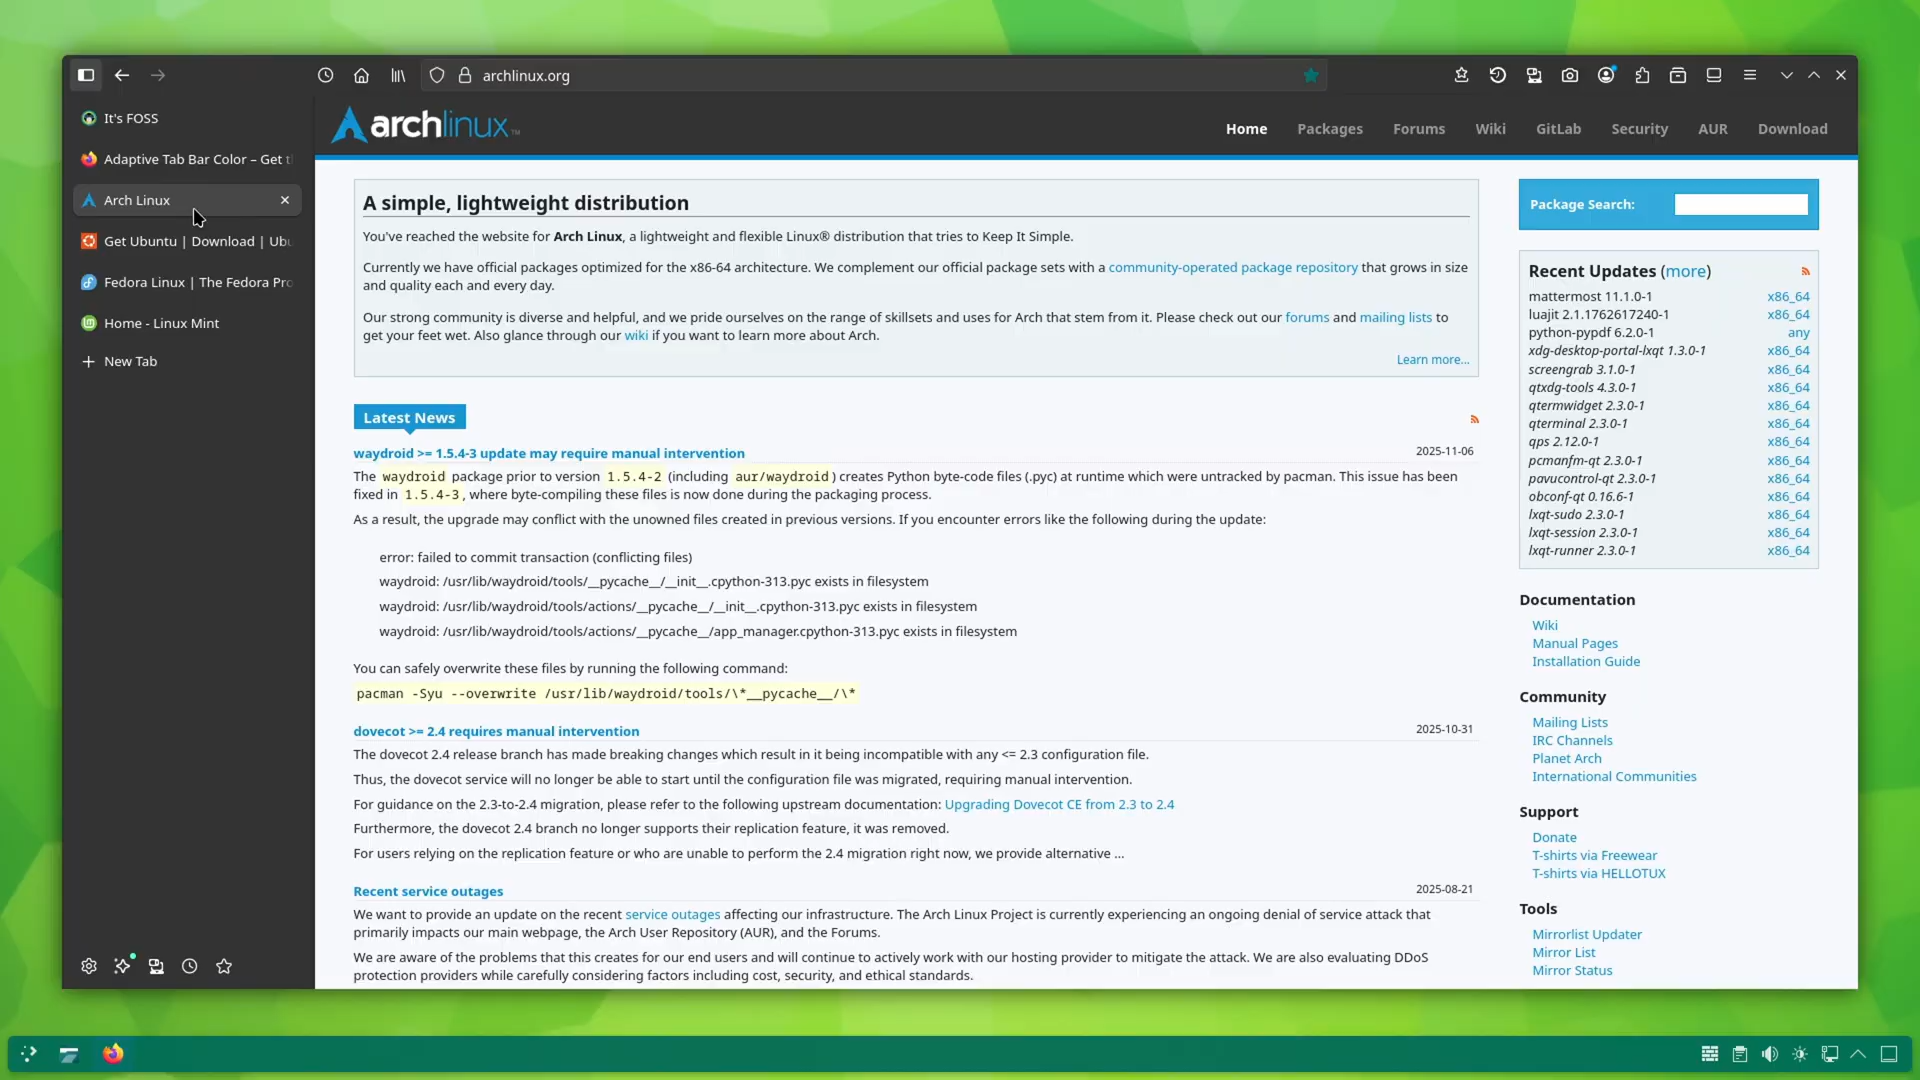 archlinux.org
It's FOSS
Adaptive Tab Bar Color – Get t
Arch Linux
Get Ubuntu | Download | Ubu
Fedora Linux | The Fedora Pro
Home - Linux Mint
New Tab
archlinux™
Home Packages Forums Wiki GitLab Security AUR Download
A simple, lightweight distribution
You've reached the website for Arch Linux, a lightweight and flexible Linux® distribution that tries to Keep It Simple.
Currently we have official packages optimized for the x86-64 architecture. We complement our official package sets with a community-operated package repository that grows in size
and quality each and every day.
Our strong community is diverse and helpful, and we pride ourselves on the range of skillsets and uses for Arch that stem from it. Please check out our forums and mailing lists to
get your feet wet. Also glance through our wiki if you want to learn more about Arch.
Learn more...
Latest News
waydroid >= 1.5.4-3 update may require manual intervention 2025-11-06
The waydroid package prior to version 1.5.4-2 (including aur/waydroid) creates Python byte-code files (.pyc) at runtime which were untracked by pacman. This issue has been
fixed in 1.5.4-3, where byte-compiling these files is now done during the packaging process.
As a result, the upgrade may conflict with the unowned files created in previous versions. If you encounter errors like the following during the update:
error: failed to commit transaction (conflicting files)
waydroid: /usr/lib/waydroid/tools/__pycache__/__init__.cpython-313.pyc exists in filesystem
waydroid: /usr/lib/waydroid/tools/actions/__pycache__/__init__.cpython-313.pyc exists in filesystem
waydroid: /usr/lib/waydroid/tools/actions/__pycache__/app_manager.cpython-313.pyc exists in filesystem
You can safely overwrite these files by running the following command:
pacman -Syu --overwrite /usr/lib/waydroid/tools/\*__pycache__/\*
dovecot >= 2.4 requires manual intervention 2025-10-31
The dovecot 2.4 release branch has made breaking changes which result in it being incompatible with any <= 2.3 configuration file.
Thus, the dovecot service will no longer be able to start until the configuration file was migrated, requiring manual intervention.
For guidance on the 2.3-to-2.4 migration, please refer to the following upstream documentation: Upgrading Dovecot CE from 2.3 to 2.4
Furthermore, the dovecot 2.4 branch no longer supports their replication feature, it was removed.
For users relying on the replication feature or who are unable to perform the 2.4 migration right now, we provide alternative ...
Recent service outages 2025-08-21
We want to provide an update on the recent service outages affecting our infrastructure. The Arch Linux Project is currently experiencing an ongoing denial of service attack that
primarily impacts our main webpage, the Arch User Repository (AUR), and the Forums.
We are aware of the problems that this creates for our end users and will continue to actively work with our hosting provider to mitigate the attack. We are also evaluating DDoS
protection providers while carefully considering factors including cost, security, and ethical standards.
Package Search:
Recent Updates (more)
mattermost 11.1.0-1 x86_64
luajit 2.1.1762617240-1 x86_64
python-pypdf 6.2.0-1 any
xdg-desktop-portal-lxqt 1.3.0-1 x86_64
screengrab 3.1.0-1 x86_64
qtxdg-tools 4.3.0-1 x86_64
qtermwidget 2.3.0-1 x86_64
qterminal 2.3.0-1 x86_64
qps 2.12.0-1 x86_64
pcmanfm-qt 2.3.0-1 x86_64
pavucontrol-qt 2.3.0-1 x86_64
obconf-qt 0.16.6-1 x86_64
lxqt-sudo 2.3.0-1 x86_64
lxqt-session 2.3.0-1 x86_64
lxqt-runner 2.3.0-1 x86_64
Documentation
Wiki
Manual Pages
Installation Guide
Community
Mailing Lists
IRC Channels
Planet Arch
International Communities
Support
Donate
T-shirts via Freewear
T-shirts via HELLOTUX
Tools
Mirrorlist Updater
Mirror List
Mirror Status